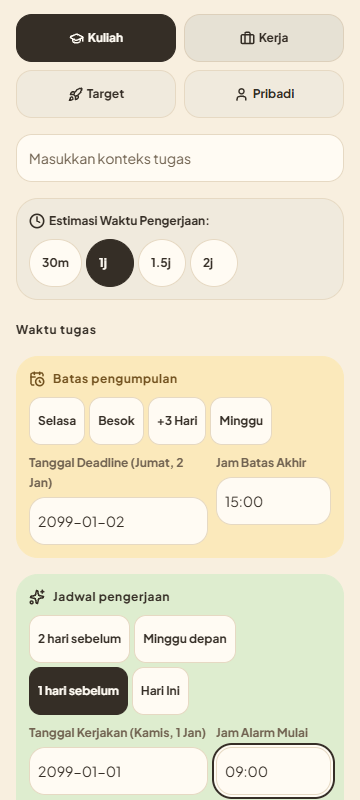 Kuliah
Kerja
Target
Pribadi
Masukkan konteks tugas
Estimasi Waktu Pengerjaan:
30m
1j
1.5j
2j
Waktu tugas
Batas pengumpulan
Selasa
Besok
+3 Hari
Minggu
Tanggal Deadline (Jumat, 2
Jan)
Jam Batas Akhir
2099-01-02
15:00
Jadwal pengerjaan
2 hari sebelum
Minggu depan
1 hari sebelum
Hari Ini
Tanggal Kerjakan (Kamis, 1 Jan)
Jam Alarm Mulai
2099-01-01
09:00